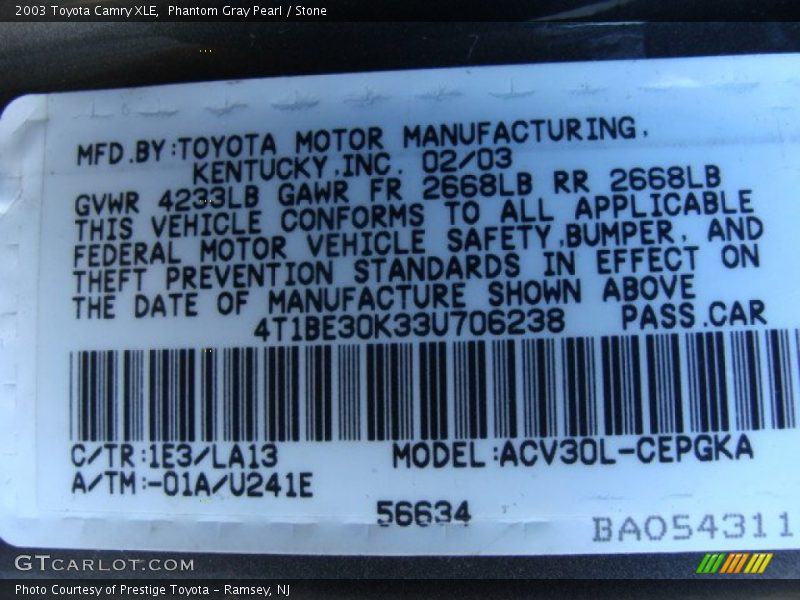 2003 Toyota Camry XLE,  Phantom Gray Pearl / Stone
MFD.BY:TOYOTA MOTOR MANUFACTURING,
KENTUCKY,INC. 02/03
GVWR 4233LB GAWR FR 2668LB RR 2668LB
THIS VEHICLE CONFORMS TO ALL APPLICABLE
FEDERAL MOTOR VEHICLE SAFETY,BUMPER, AND
THEFT PREVENTION STANDARDS IN EFFECT ON
THE DATE OF MANUFACTURE SHOWN ABOVE
4T1BE30K33U706238 PASS.CAR
C/TR:1E3/LA13 MODEL:ACV30L-CEPGKA
A/TM:-01A/U241E
56634
BA054311
GTCARLOT.COM
Photo Courtesy of Prestige Toyota - Ramsey, NJ